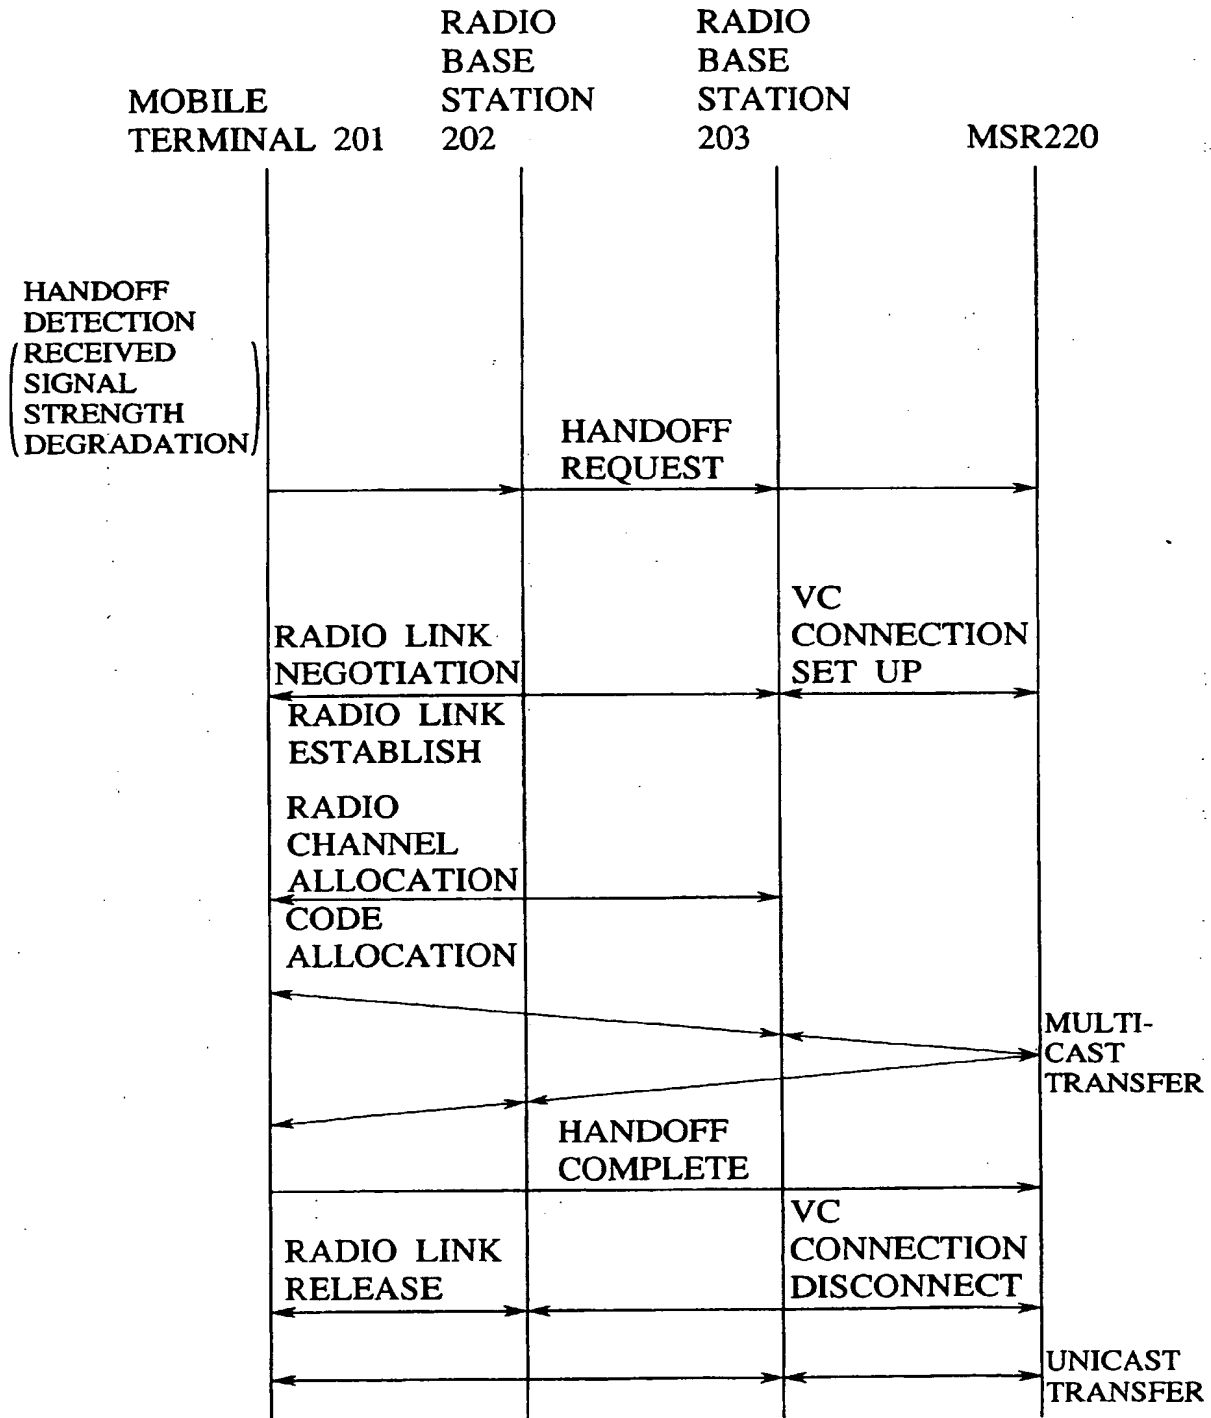 RADIO
BASE
STATION
202
RADIO
BASE
STATION
203
MOBILE
TERMINAL 201
MSR220
HANDOFF
DETECTION
(RECEIVED
SIGNAL
STRENGTH
DEGRADATION)
HANDOFF
REQUEST
VC
CONNECTION
SET UP
RADIO LINK
NEGOTIATION
RADIO LINK
ESTABLISH
RADIO
CHANNEL
ALLOCATION
CODE
ALLOCATION
MULTI-
CAST
TRANSFER
HANDOFF
COMPLETE
VC
CONNECTION
DISCONNECT
RADIO LINK
RELEASE
UNICAST
TRANSFER